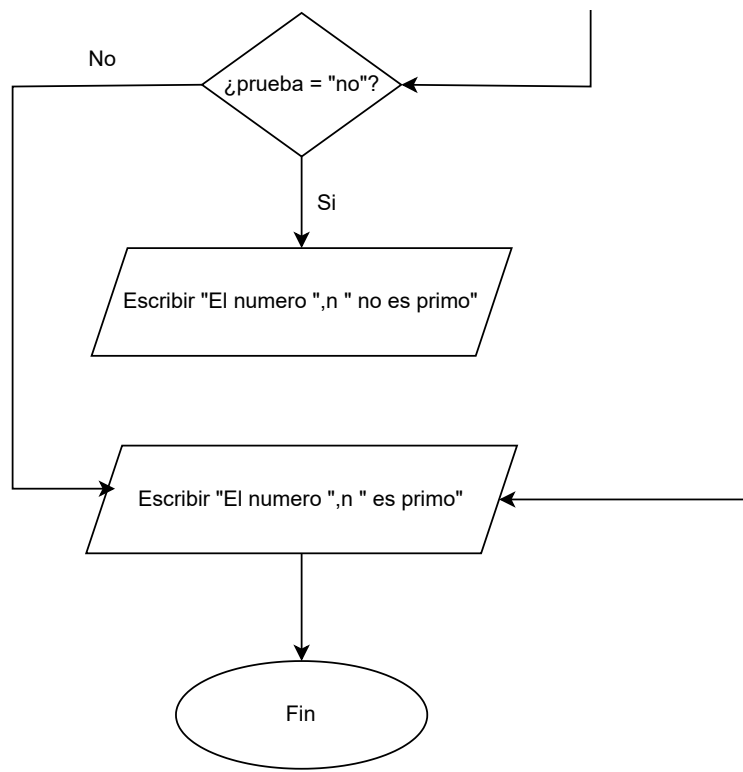 No
¿prueba = "no"?
Si
Escribir "El numero ",n " no es primo"
Escribir "El numero ",n " es primo"
Fin